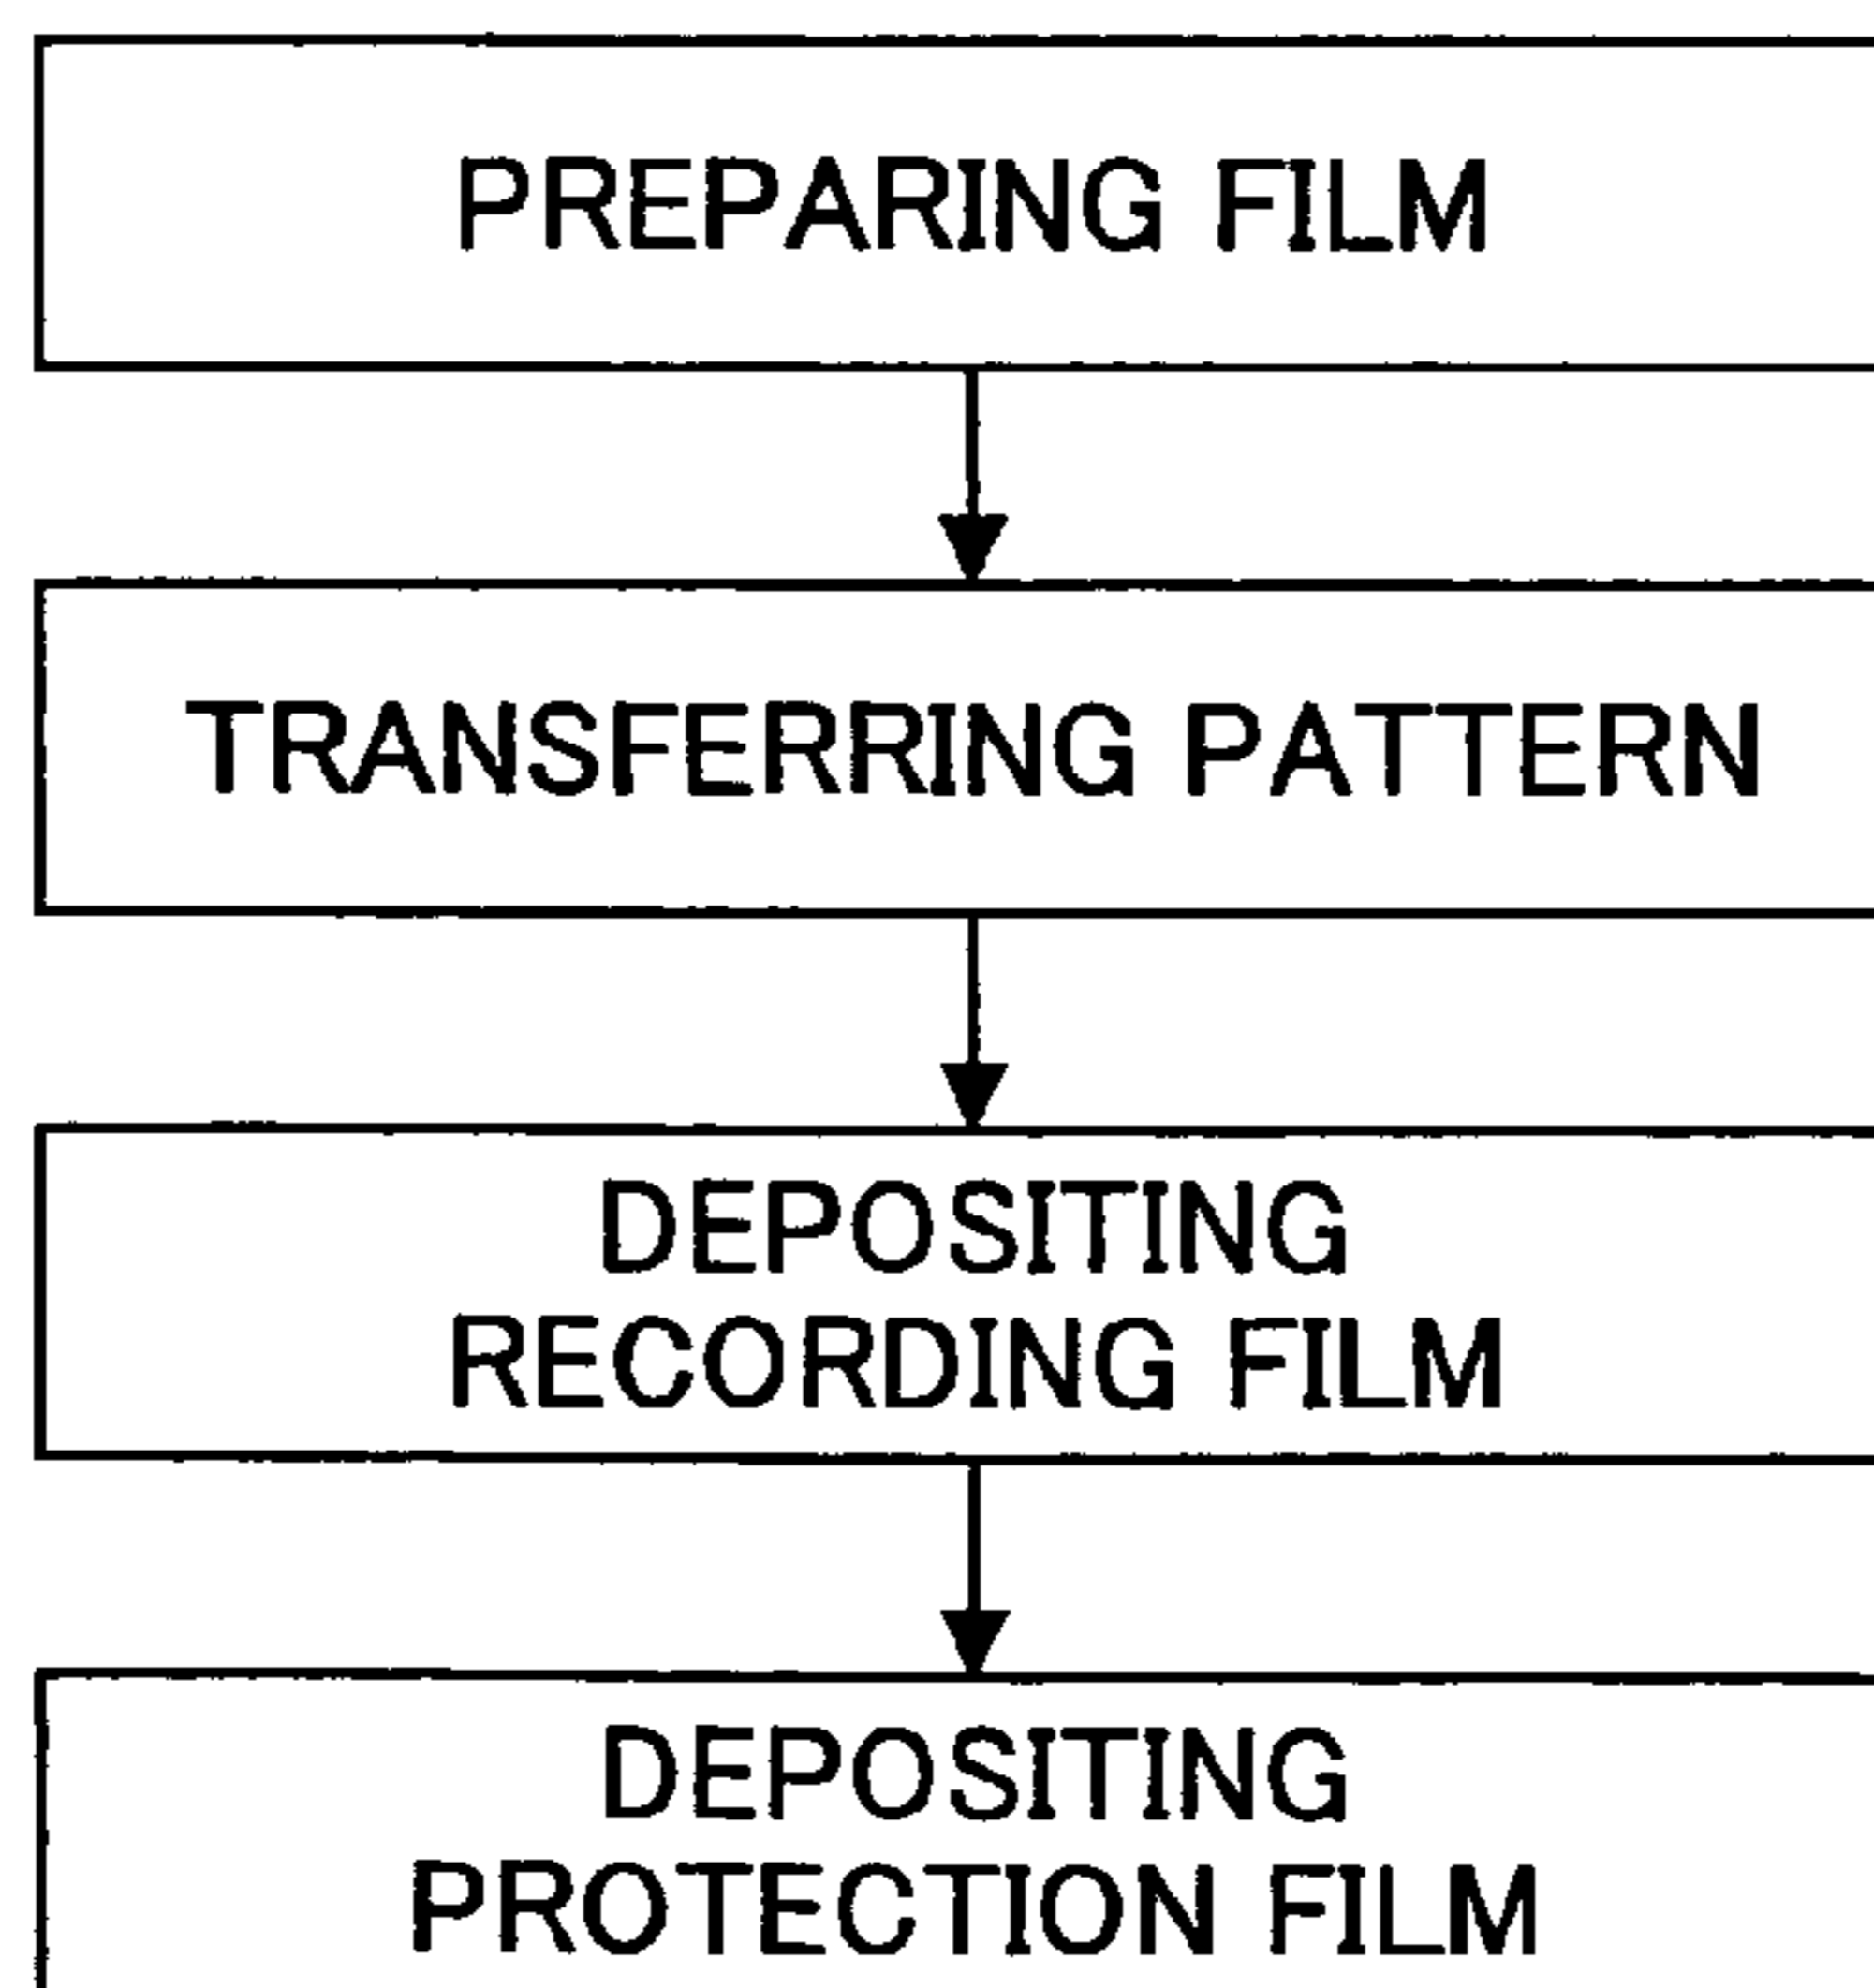 PREPARING FILM
TRANSFERRING PATTERN
DEPOSITING
RECORDING FILM
DEPOSITING
PROTECTION FILM